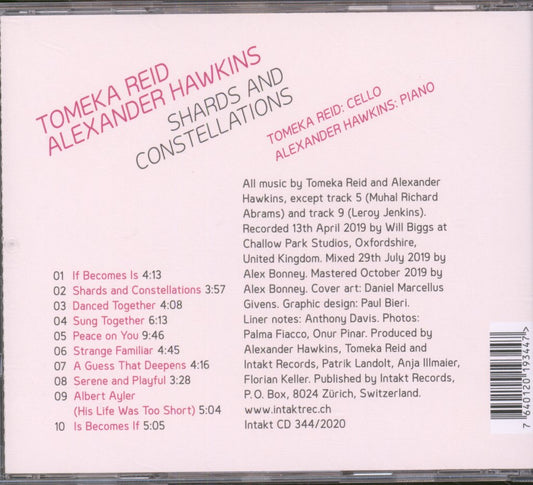 TOMEKA REID
ALEXANDER HAWKINS
SHARDS AND
CONSTELLATIONS
TOMEKA REID: CELLO
ALEXANDER HAWKINS: PIANO
All music by Tomeka Reid and Alexander
Hawkins, except track 5 (Muhal Richard
Abrams) and track 9 (Leroy Jenkins).
Recorded 13th April 2019 by Will Biggs at
Challow Park Studios, Oxfordshire,
United Kingdom. Mixed 29th July 2019 by
Alex Bonney. Mastered October 2019 by
Alex Bonney. Cover art: Daniel Marcellus
Givens. Graphic design: Paul Bieri.
Liner notes: Anthony Davis. Photos:
Palma Fiacco, Onur Pinar. Produced by
Alexander Hawkins, Tomeka Reid and
Intakt Records, Patrik Landolt, Anja Illmaier,
Florian Keller. Published by Intakt Records,
P.O. Box, 8024 Zürich, Switzerland.
www.intaktrec.ch
Intakt CD 344/2020
01 If Becomes Is 4:13
02 Shards and Constellations 3:57
03 Danced Together 4:08
04 Sung Together 6:13
05 Peace on You 9:46
06 Strange Familiar 4:45
07 A Guess That Deepens 4:16
08 Serene and Playful 3:28
09 Albert Ayler
(His Life Was Too Short) 5:04
10 Is Becomes If 5:05
7 640120 193447>